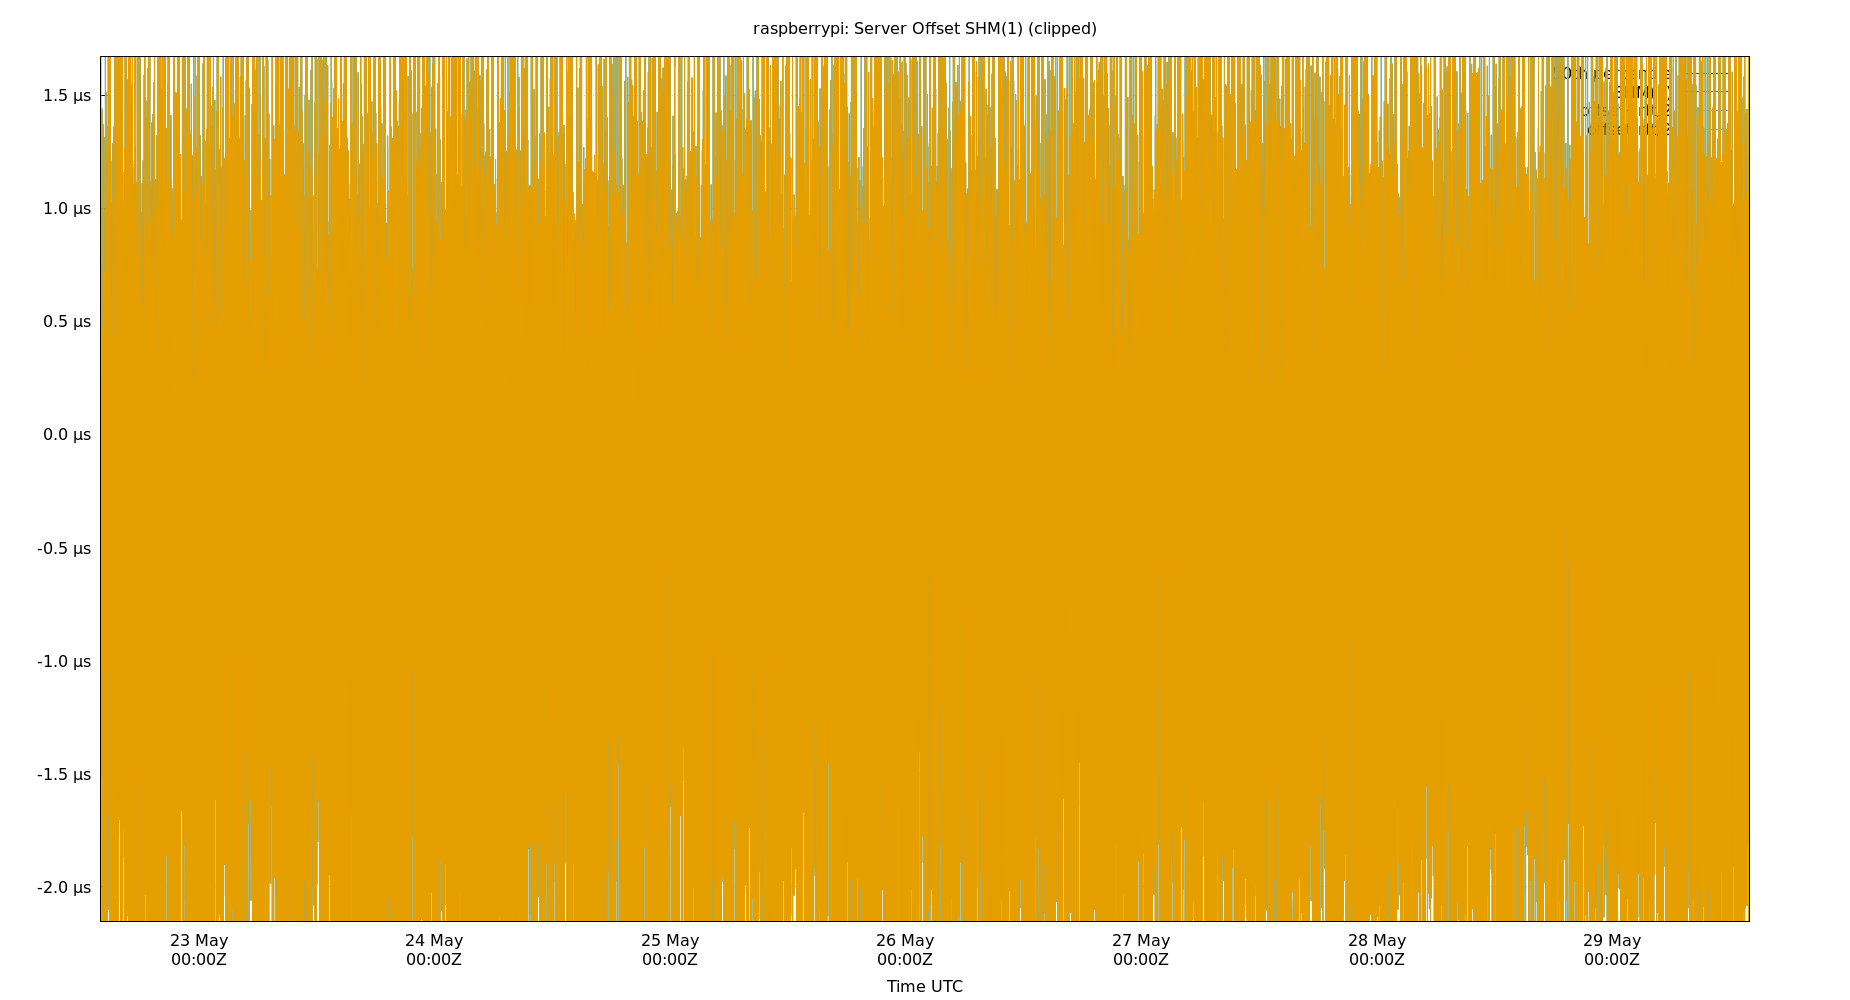 raspberrypi: Server Offset SHM(1) (clipped)
1.5 µs
1.0 µs
0.5 µs
0.0 µs
-0.5 µs
-1.0 µs
-1.5 µs
-2.0 µs
23 May
00:00Z
24 May
00:00Z
25 May
00:00Z
26 May
00:00Z
27 May
00:00Z
28 May
00:00Z
29 May
00:00Z
Time UTC